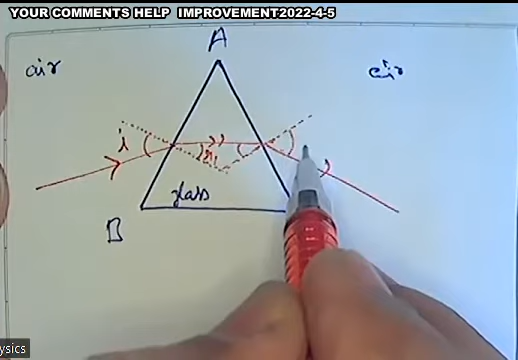 YOUR COMMENTS HELP IMPROVEMENT2022-4-5
A
air
air
i
glass
B
ysics